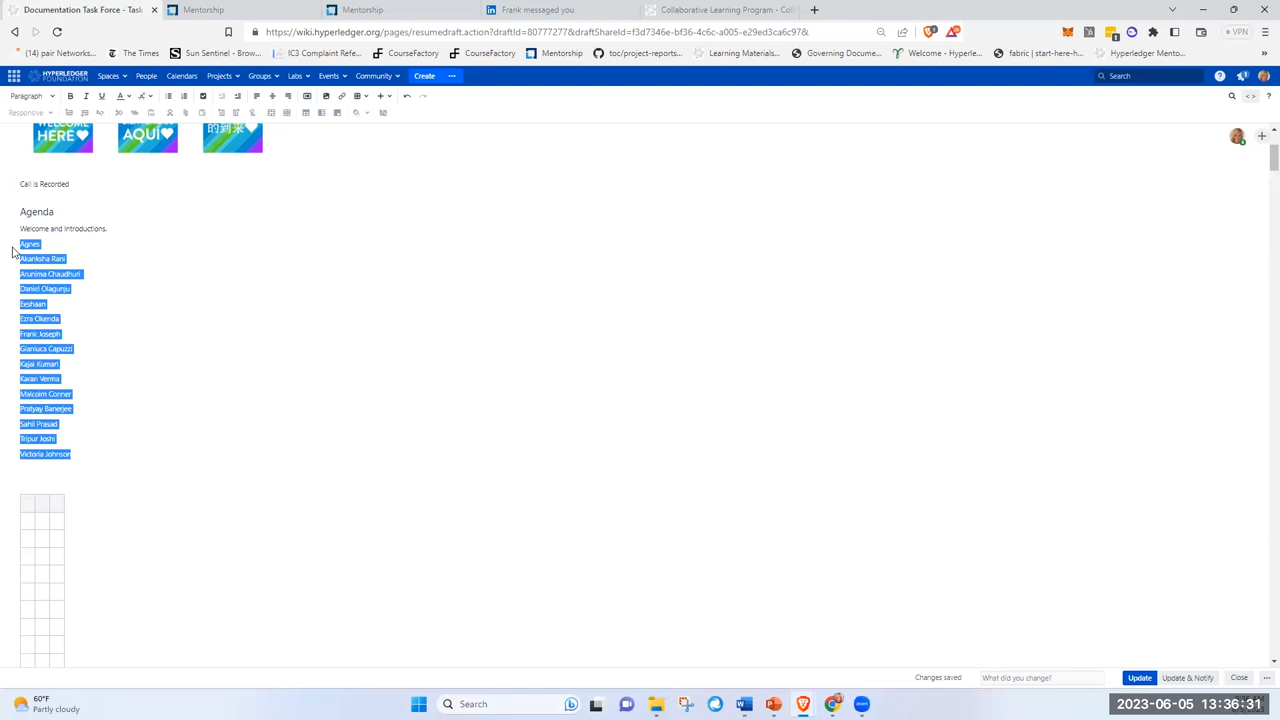 Documentation Task Force - Task
Mentorship
Mentorship
Frank messaged you
Collaborative Learning Program - Coll
https://wiki.hyperledger.org/pages/resumedraft.action?draftId=80777277&draftShareId=f3d7346e-bf36-4c6c-a005-e29ed3ca6c97&
VPN
(14) pair Networks...
The Times
Sun Sentinel - Brow...
IC3 Complaint Refe...
CourseFactory
CourseFactory
Mentorship
toc/project-reports...
Learning Materials...
Governing Docume...
Welcome - Hyperle...
fabric | start-here-h...
Hyperledger Mento...
HYPERLEDGER FOUNDATION
Spaces
People
Calendars
Projects
Groups
Labs
Events
Community
Create
Search
Paragraph
B I U A
Responsive
WELCOME HERE
AQUÍ
的到来
Call is Recorded
Agenda
Welcome and Introductions.
Agnes
Akanksha Rani
Arunima Chaudhuri
Daniel Olagunju
Eeshaan
Ezra Okenda
Frank Joseph
Gianluca Capuzzi
Kajal Kumari
Karan Verma
Malcolm Conner
Pratyay Banerjee
Sahil Prasad
Tripur Joshi
Victoria Johnson
Changes saved
What did you change?
Update
Update & Notify
Close
60°F
Partly cloudy
Search
2023-06-05 13:36:31